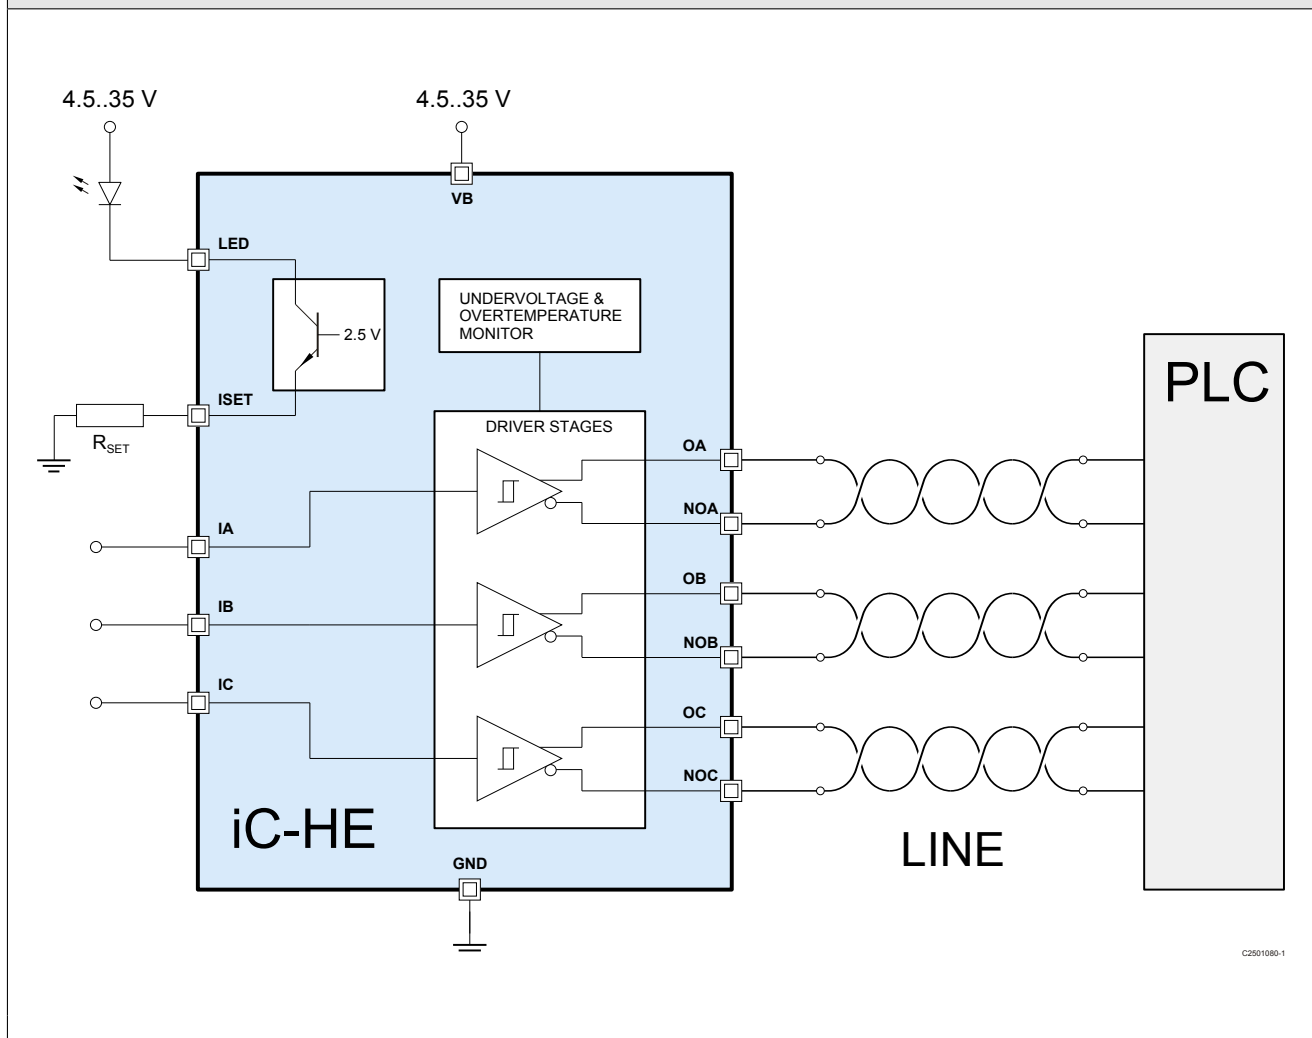 4.5..35 V
4.5..35 V
VB
LED
2.5 V
UNDERVOLTAGE &
OVERTEMPERATURE
MONITOR
ISET
RSET
DRIVER STAGES
PLC
OA
NOA
IA
OB
NOB
IB
OC
NOC
IC
iC-HE
LINE
GND
C2501080-1